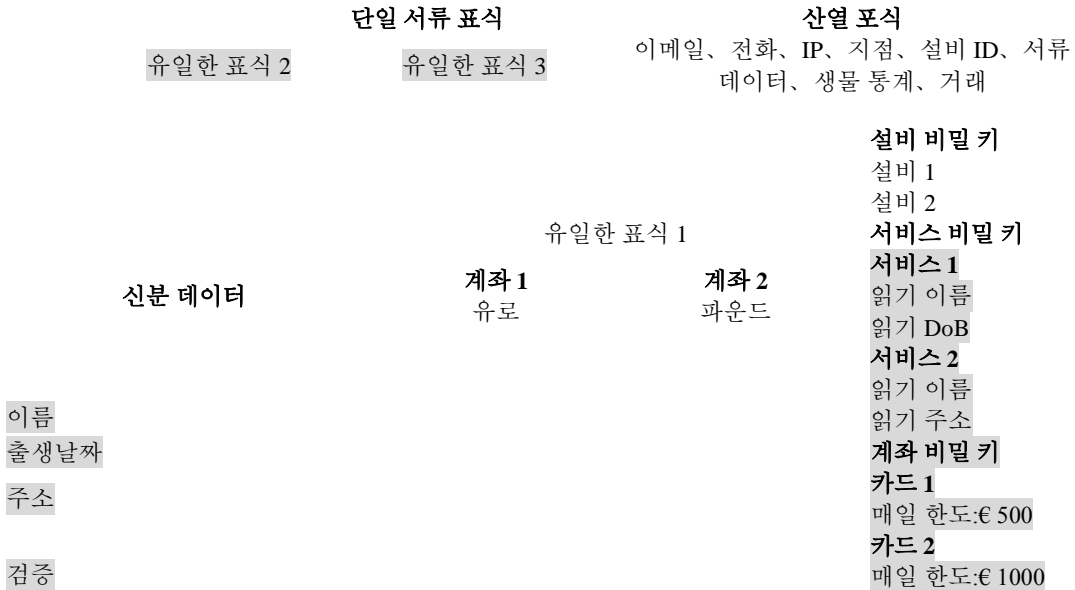 단일 서류 표식
산열 포식
유일한 표식 2
유일한 표식 3
이메일、전화、IP、지점、설비 ID、서류
데이터、생물 통계、거래
설비 비밀 키
설비 1
설비 2
유일한 표식 1
서비스 비밀 키
신분 데이터
계좌 1
유로
계좌 2
파운드
서비스 1
읽기 이름
읽기 DoB
서비스 2
읽기 이름
이름
읽기 주소
출생날짜
계좌 비밀 키
주소
카드 1
매일 한도:€ 500
카드 2
검증
매일 한도:€ 1000